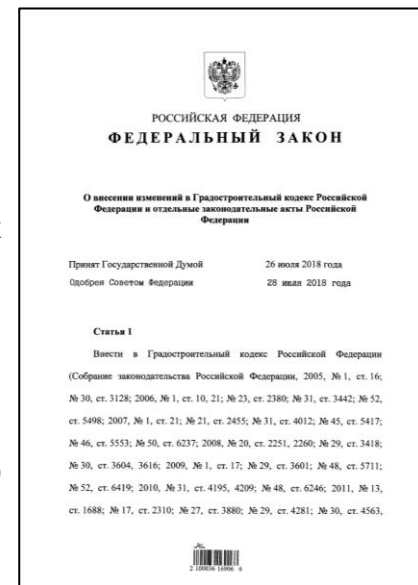 РОССИЙСКАЯ ФЕДЕРАЦИЯ
ФЕДЕРАЛЬНЫЙ ЗАКОН
О внесении изменений в Градостроительный кодекс Российской
Федерации и отдельные законодательные акты Российской
Федерации
Принят Государственной Думой 26 июля 2018 года
Одобрен Советом Федерации 28 июля 2018 года
Статья 1
Внести в Градостроительный кодекс Российской Федерации
(Собрание законодательства Российской Федерации, 2005, № 1, ст. 16;
№ 30, ст. 3128; 2006, № 1, ст. 10, 21; № 23, ст. 2380; № 31, ст. 3442; № 52,
ст. 5498; 2007, № 1, ст. 21; № 21, ст. 2455; № 31, ст. 4012; № 45, ст. 5417;
№ 46, ст. 5553; № 50, ст. 6237; 2008, № 20, ст. 2251, 2260; № 29, ст. 3418;
№ 30, ст. 3604, 3616; 2009, № 1, ст. 17; № 29, ст. 3601; № 48, ст. 5711;
№ 52, ст. 6419; 2010, № 31, ст. 4195, 4209; № 48, ст. 6246; 2011, № 13,
ст. 1688; № 17, ст. 2310; № 27, ст. 3880; № 29, ст. 4281; № 30, ст. 4563,
2 100036 16906 6